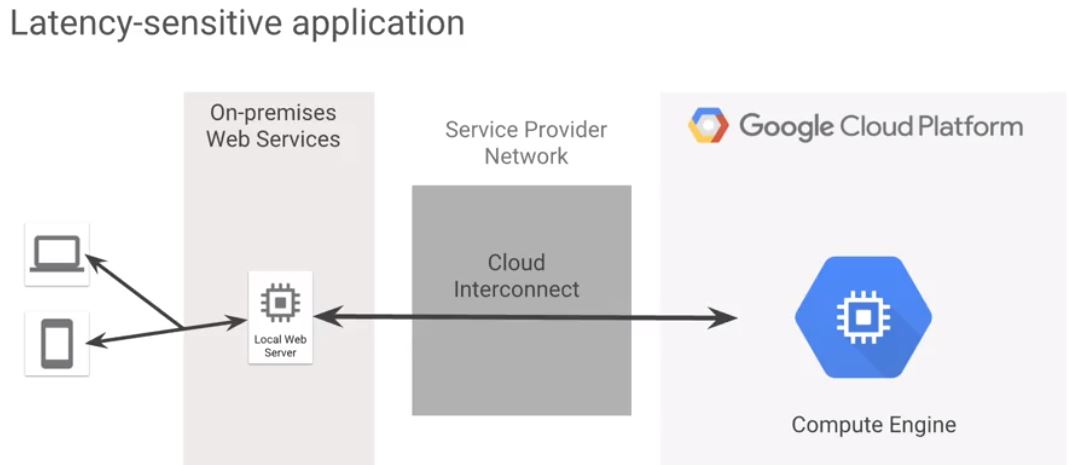 Latency-sensitive application
On-premises
Web Services
Service Provider
Network
Google Cloud Platform
Cloud
Interconnect
Local Web
Server
Compute Engine